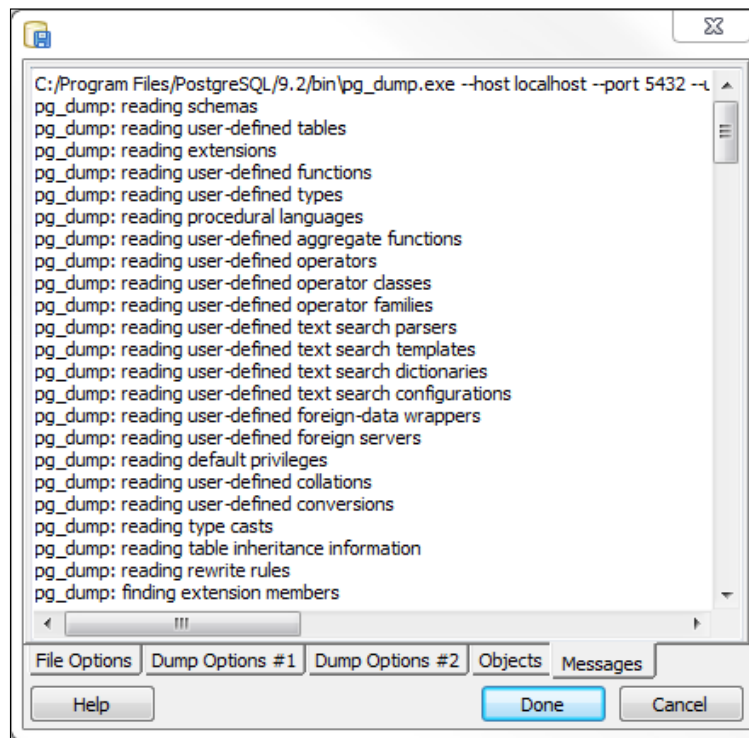 C:/Program Files/PostgreSQL/9.2/bin\pg_dump.exe --host localhost --port 5432 --u
pg_dump: reading schemas
pg_dump: reading user-defined tables
pg_dump: reading extensions
pg_dump: reading user-defined functions
pg_dump: reading user-defined types
pg_dump: reading procedural languages
pg_dump: reading user-defined aggregate functions
pg_dump: reading user-defined operators
pg_dump: reading user-defined operator classes
pg_dump: reading user-defined operator families
pg_dump: reading user-defined text search parsers
pg_dump: reading user-defined text search templates
pg_dump: reading user-defined text search dictionaries
pg_dump: reading user-defined text search configurations
pg_dump: reading user-defined foreign-data wrappers
pg_dump: reading user-defined foreign servers
pg_dump: reading default privileges
pg_dump: reading user-defined collations
pg_dump: reading user-defined conversions
pg_dump: reading type casts
pg_dump: reading table inheritance information
pg_dump: reading rewrite rules
pg_dump: finding extension members
File Options Dump Options #1 Dump Options #2 Objects Messages
Help Done Cancel